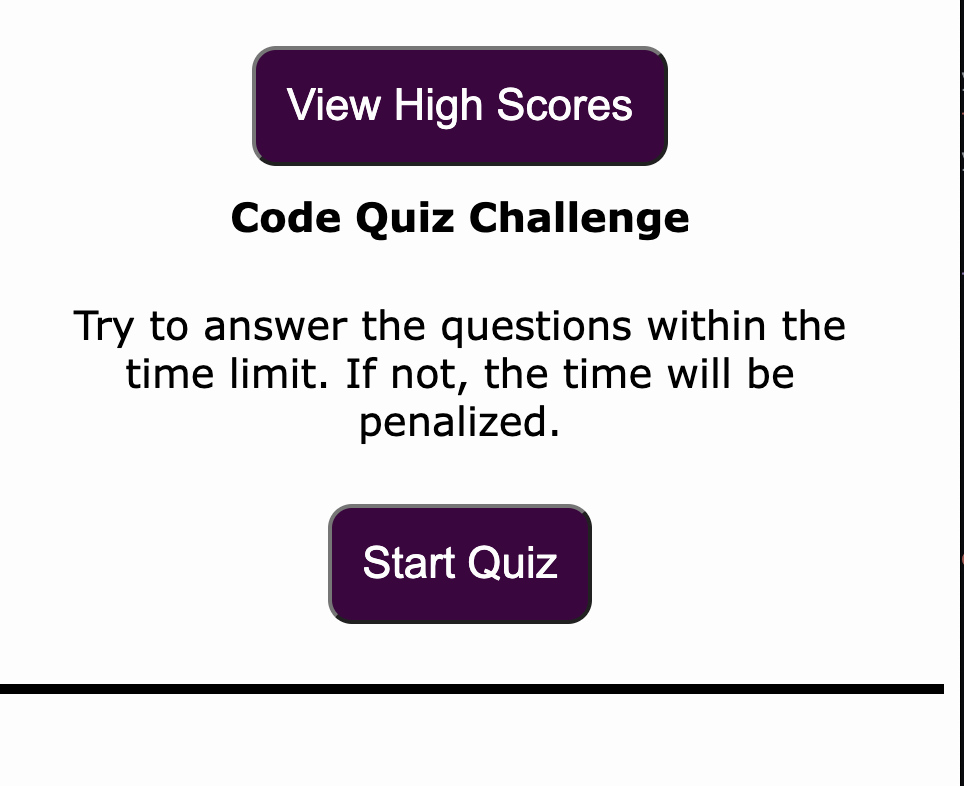 View High Scores
Code Quiz Challenge
Try to answer the questions within the
time limit. If not, the time will be
penalized.
Start Quiz